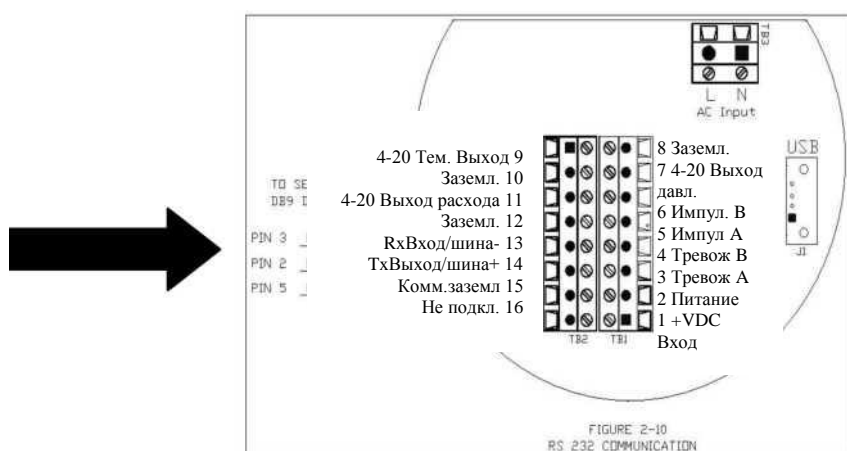 TB3
L N
AC Input
USB
J1
4-20 Тем. Выход 9
Заземл. 10
4-20 Выход расхода 11
Заземл. 12
RxВход/шина- 13
TxВыход/шина+ 14
Комм.заземл 15
Не подкл. 16
8 Заземл.
7 4-20 Выход
давл.
6 Импул. В
5 Импул А
4 Тревож В
3 Тревож А
2 Питание
1 +VDC
Вход
TO SE
DB9 D
PIN 3
PIN 2
PIN 5
TB2 TB1
FIGURE 2-10
RS 232 COMMUNICATION